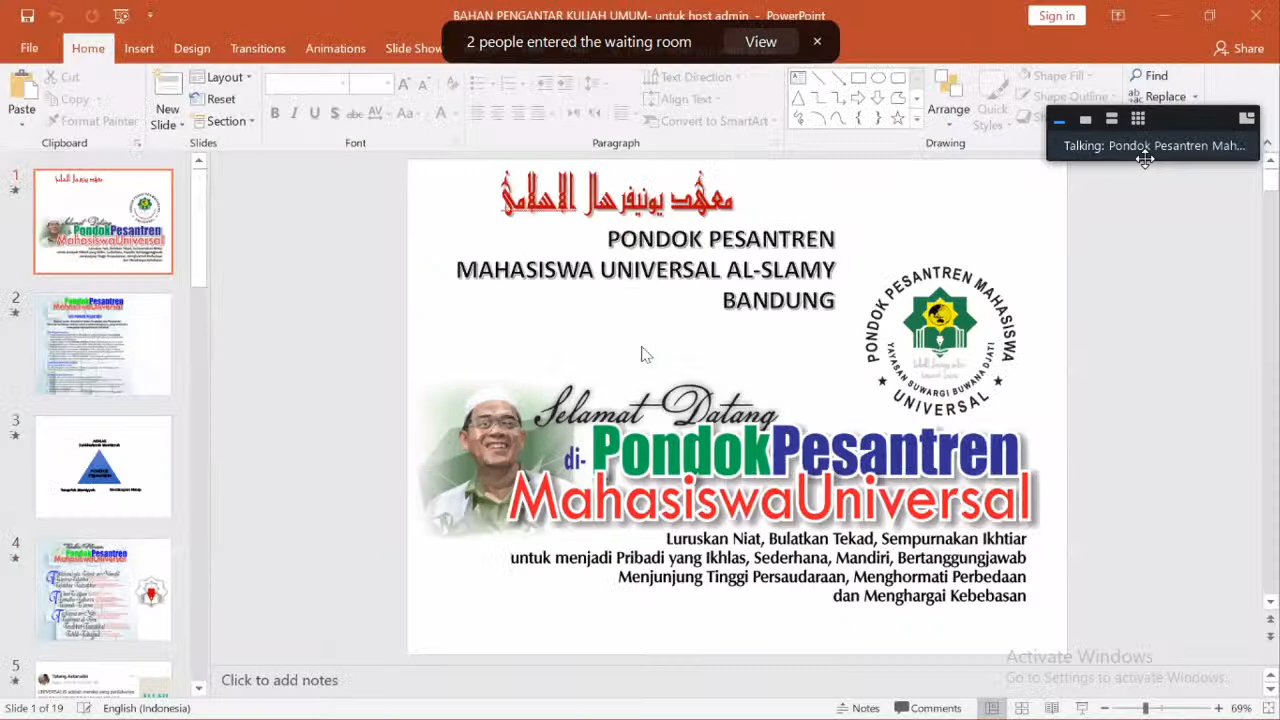 BAHAN PENGANTAR KULIAH UMUM- untuk host admin - PowerPoint
Sign in
2 people entered the waiting room
View
File
Home
Insert
Design
Transitions
Animations
Slide Show
Share
Paste
Cut
Copy
Format Painter
Clipboard
New Slide
Layout
Reset
Section
Slides
Font
Text Direction
Align Text
Convert to SmartArt
Paragraph
Arrange
Quick Styles
Shape Fill
Shape Outline
Drawing
Find
Replace
Talking: Pondok Pesantren Mah...
معهد يونيفرسال الاسلامي
PONDOK PESANTREN
MAHASISWA UNIVERSAL AL-SLAMY
BANDUNG
PONDOK PESANTREN MAHASISWA
UNIVERSAL
Selamat Datang
di- PondokPesantren
MahasiswaUniversal
Luruskan Niat, Bulatkan Tekad, Sempurnakan Ikhtiar
untuk menjadi Pribadi yang Ikhlas, Sederhana, Mandiri, Bertanggungjawab
Menjunjung Tinggi Persaudaraan, Menghormati Perbedaan
dan Menghargai Kebebasan
1
2
3
4
5
Click to add notes
Activate Windows
Go to Settings to activate Windows.
Slide 1 of 19
English (Indonesia)
Notes
Comments
69%